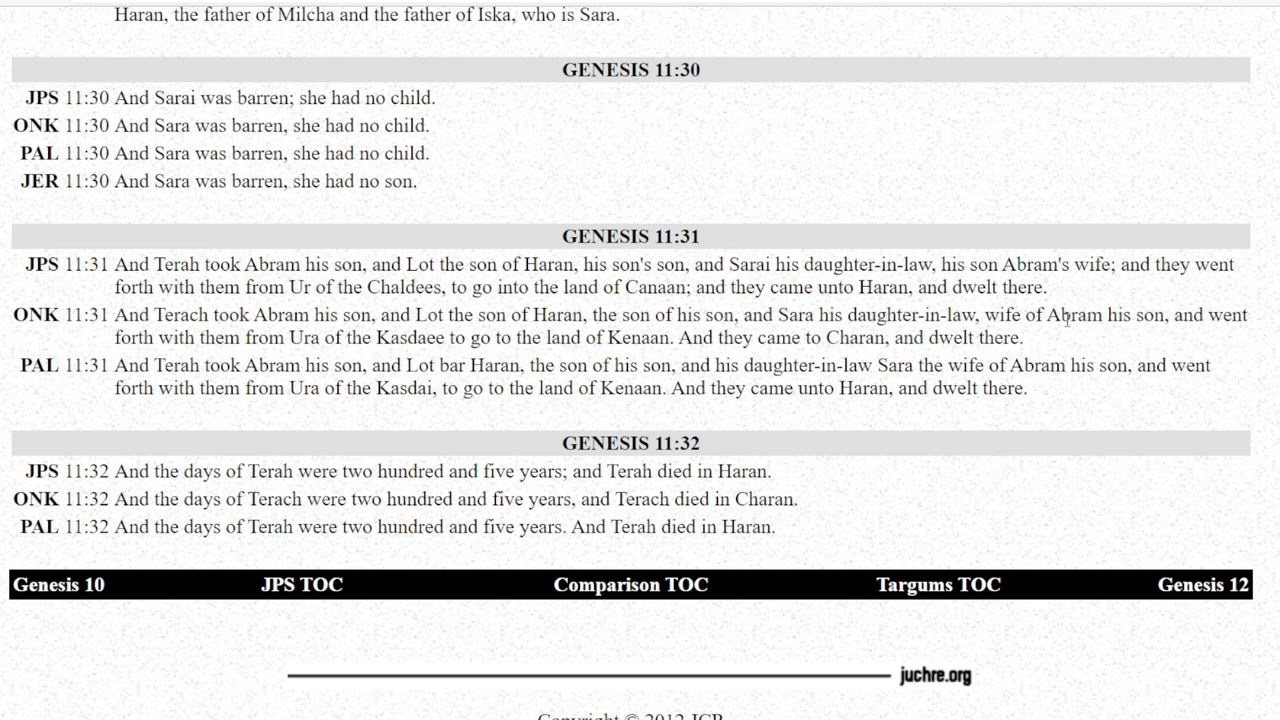 Haran, the father of Milcha and the father of Iska, who is Sara.
GENESIS 11:30
JPS 11:30 And Sarai was barren; she had no child.
ONK 11:30 And Sara was barren, she had no child.
PAL 11:30 And Sara was barren, she had no child.
JER 11:30 And Sara was barren, she had no son.
GENESIS 11:31
JPS 11:31 And Terah took Abram his son, and Lot the son of Haran, his son's son, and Sarai his daughter-in-law, his son Abram's wife; and they went
forth with them from Ur of the Chaldees, to go into the land of Canaan; and they came unto Haran, and dwelt there.
ONK 11:31 And Terach took Abram his son, and Lot the son of Haran, the son of his son, and Sara his daughter-in-law, wife of Abram his son, and went
forth with them from Ura of the Kasdaee to go to the land of Kenaan. And they came to Charan, and dwelt there.
PAL 11:31 And Terah took Abram his son, and Lot bar Haran, the son of his son, and his daughter-in-law Sara the wife of Abram his son, and went
forth with them from Ura of the Kasdai, to go to the land of Kenaan. And they came unto Haran, and dwelt there.
GENESIS 11:32
JPS 11:32 And the days of Terah were two hundred and five years; and Terah died in Haran.
ONK 11:32 And the days of Terach were two hundred and five years, and Terach died in Charan.
PAL 11:32 And the days of Terah were two hundred and five years. And Terah died in Haran.
Genesis 10 JPS TOC Comparison TOC Targums TOC Genesis 12
juchre.org
Copyright © 2012 JCR